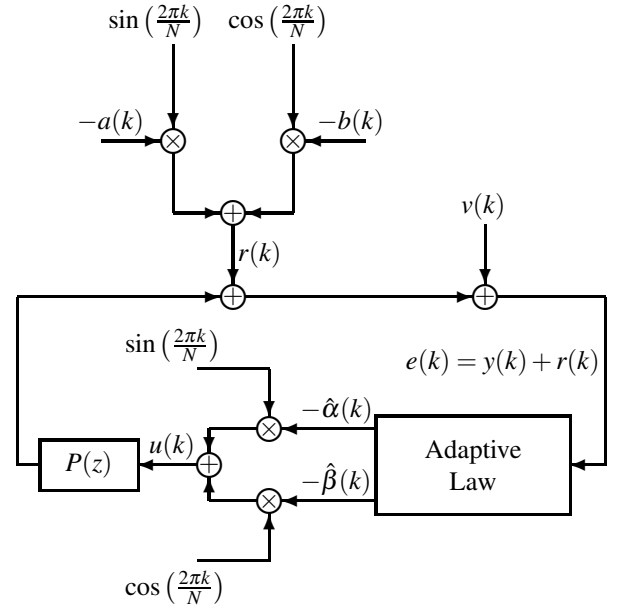 sin (2πk/N) cos (2πk/N)
−a(k) −b(k)
v(k)
r(k)
sin (2πk/N)
e(k) = y(k) + r(k)
−α̂(k)
P(z) u(k) Adaptive
Law
−β̂(k)
cos (2πk/N)